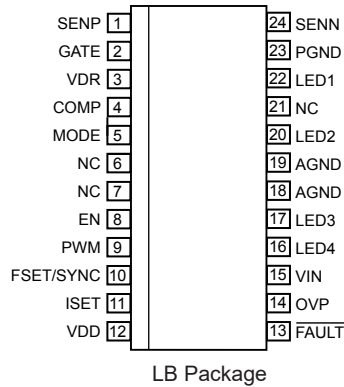 SENP 1
GATE 2
VDR 3
COMP 4
MODE 5
NC 6
NC 7
EN 8
PWM 9
FSET/SYNC 10
ISET 11
VDD 12
24 SENN
23 PGND
22 LED1
21 NC
20 LED2
19 AGND
18 AGND
17 LED3
16 LED4
15 VIN
14 OVP
13 FAULT
LB Package